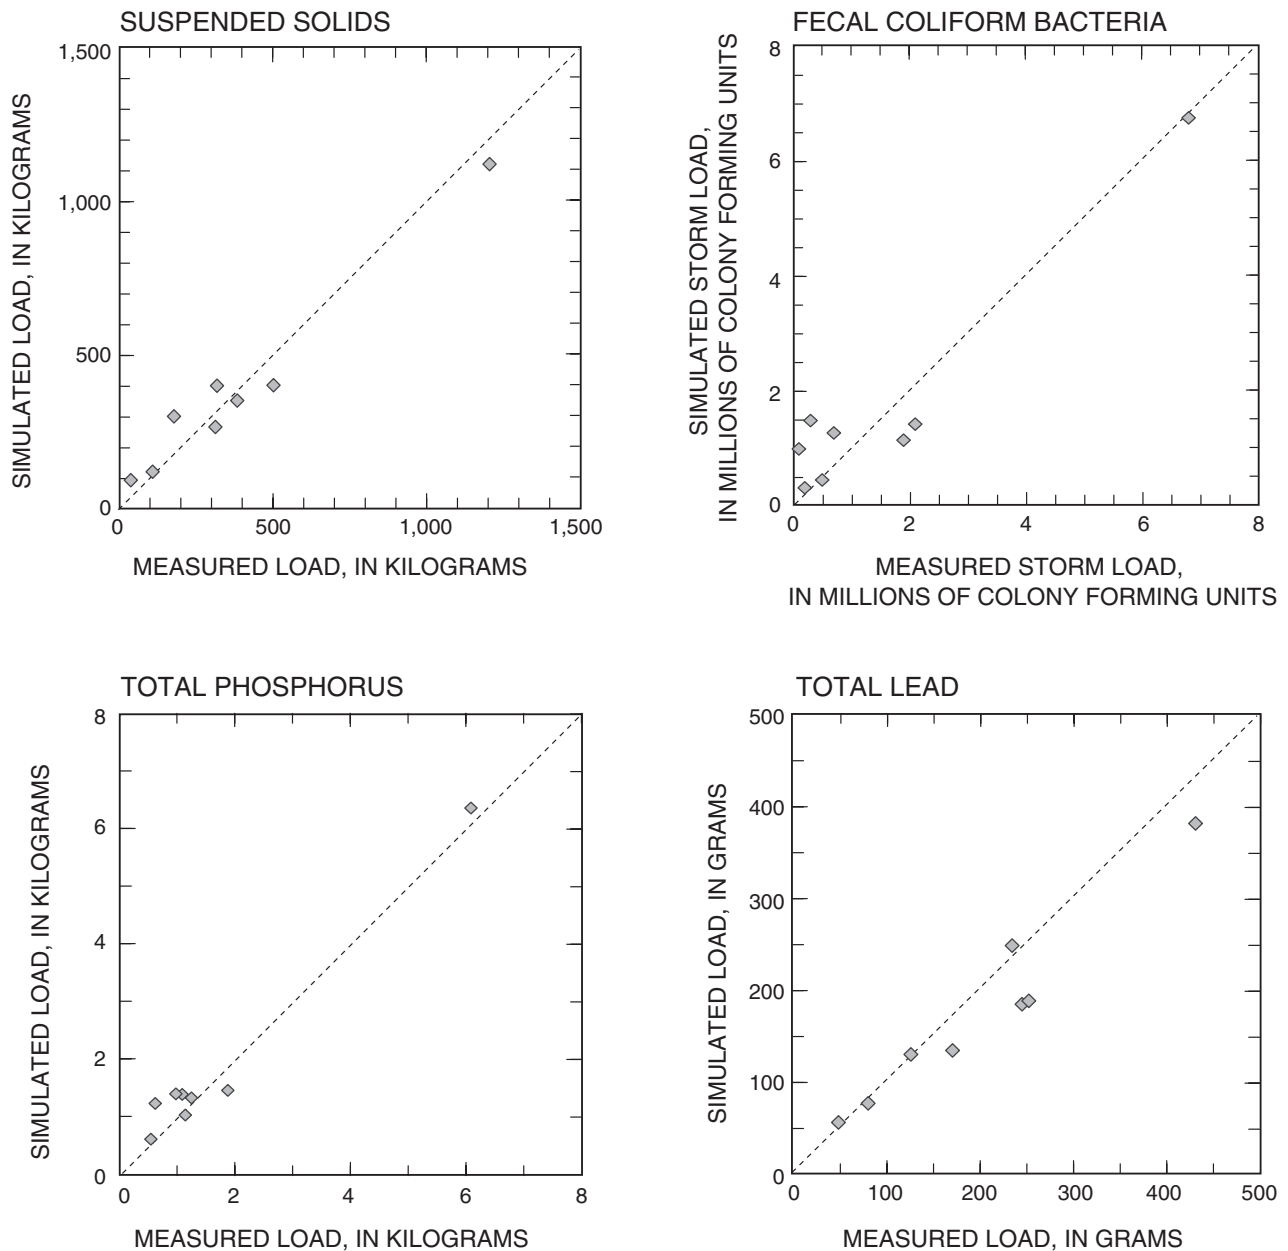 SUSPENDED SOLIDS
1,500
1,000
500
0
SIMULATED LOAD, IN KILOGRAMS
0 500 1,000 1,500
MEASURED LOAD, IN KILOGRAMS
FECAL COLIFORM BACTERIA
8
6
4
2
0
SIMULATED STORM LOAD,
IN MILLIONS OF COLONY FORMING UNITS
0 2 4 6 8
MEASURED STORM LOAD,
IN MILLIONS OF COLONY FORMING UNITS
TOTAL PHOSPHORUS
8
6
4
2
0
SIMULATED LOAD, IN KILOGRAMS
0 2 4 6 8
MEASURED LOAD, IN KILOGRAMS
TOTAL LEAD
500
400
300
200
100
0
SIMULATED LOAD, IN GRAMS
0 100 200 300 400 500
MEASURED LOAD, IN GRAMS